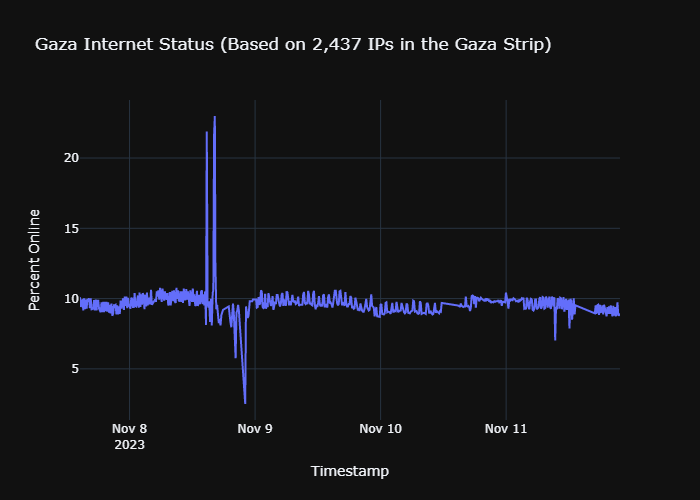 Gaza Internet Status (Based on 2,437 IPs in the Gaza Strip)
Percent Online
20
15
10
5
Nov 8
2023
Nov 9
Nov 10
Nov 11
Timestamp